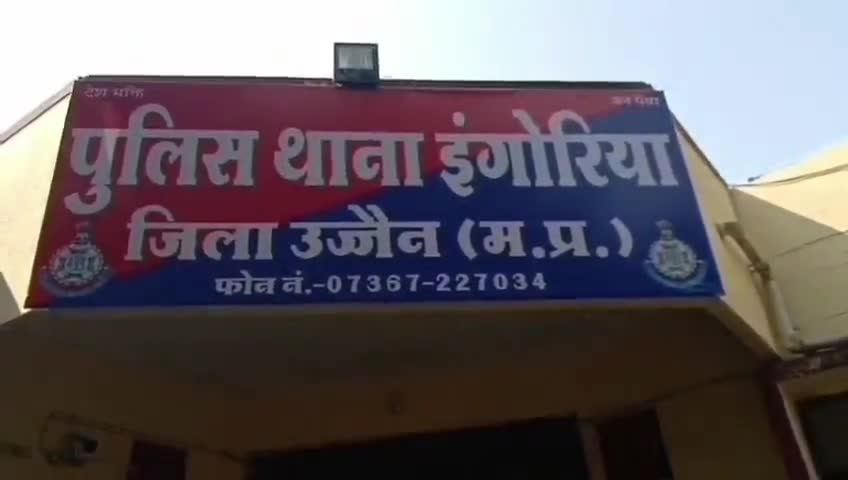 देश भक्ति जन सेवा
पुलिस थाना इंगोरिया
जिला उज्जैन (म.प्र.)
फोन नं.-07367-227034